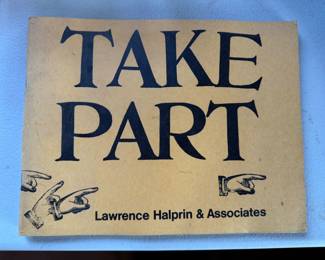 TAKE
PART
Lawrence Halprin & Associates